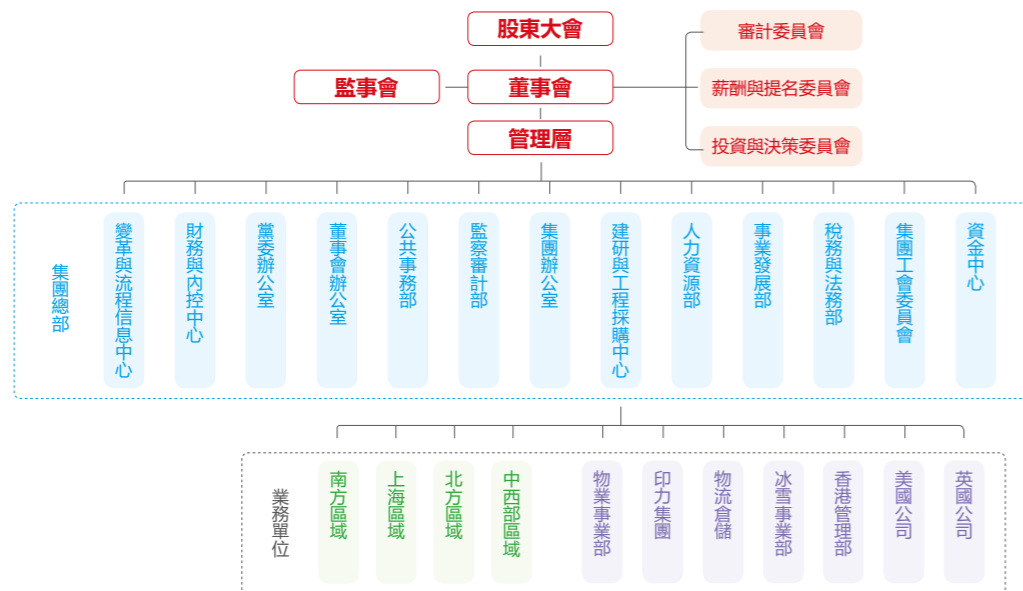 股東大會
審計委員會
監事會
董事會
薪酬與提名委員會
管理層
投資與決策委員會
集團總部
變革與流程信息中心
財務與內控中心
黨委辦公室
董事會辦公室
公共事務部
監察審計部
集團辦公室
建研與工程採購中心
人力資源部
事業發展部
稅務與法務部
集團工會委員會
資金中心
業務單位
南方區域
上海區域
北方區域
中西部區域
物業事業部
印力集團
物流倉儲
冰雪事業部
香港管理部
美國公司
英國公司